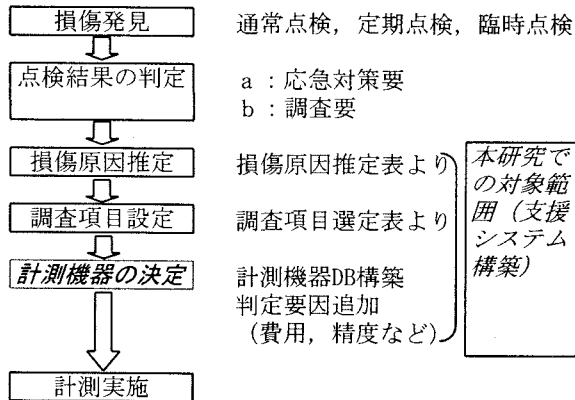 損傷発見
通常点検，定期点検，臨時点検
点検結果の判定
a：応急対策要
b：調査要
損傷原因推定
損傷原因推定表より
調査項目設定
調査項目選定表より
計測機器の決定
計測機器DB構築
判定要因追加
(費用，精度など)
本研究で
の対象範
囲（支援
システム
構築）
計測実施